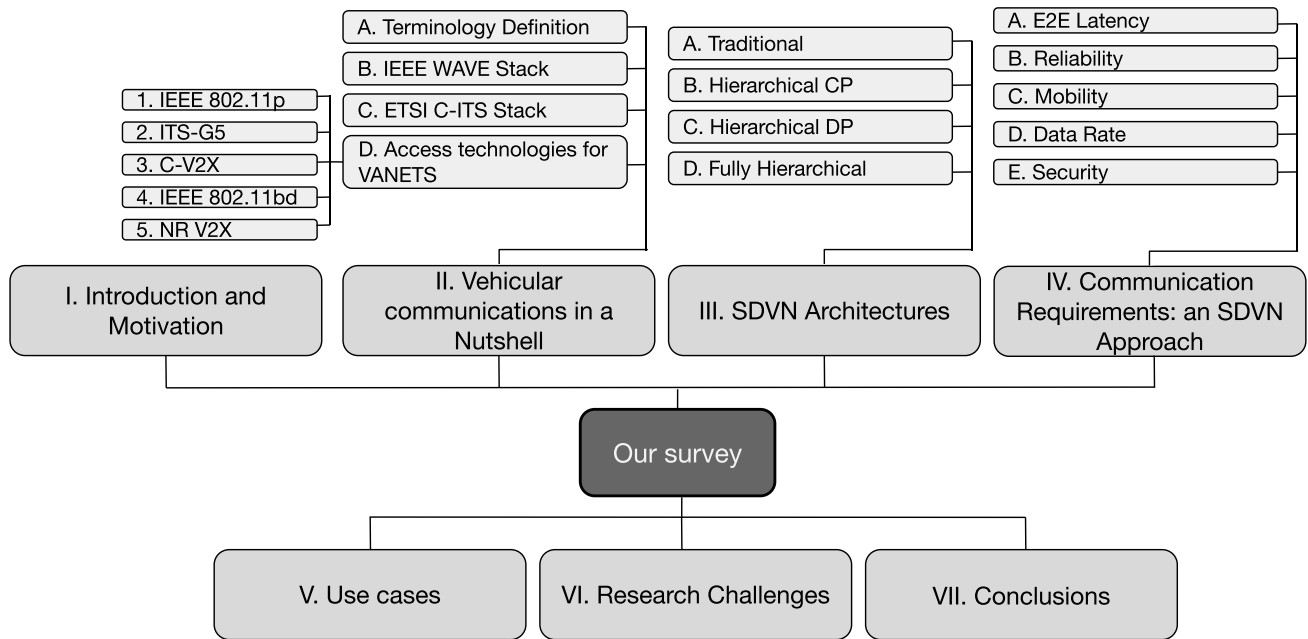 1. IEEE 802.11p
2. ITS-G5
3. C-V2X
4. IEEE 802.11bd
5. NR V2X
A. Terminology Definition
B. IEEE WAVE Stack
C. ETSI C-ITS Stack
D. Access technologies for
VANETS
A. Traditional
B. Hierarchical CP
C. Hierarchical DP
D. Fully Hierarchical
A. E2E Latency
B. Reliability
C. Mobility
D. Data Rate
E. Security
I. Introduction and
Motivation
II. Vehicular
communications in a
Nutshell
III. SDVN Architectures
IV. Communication
Requirements: an SDVN
Approach
Our survey
V. Use cases
VI. Research Challenges
VII. Conclusions